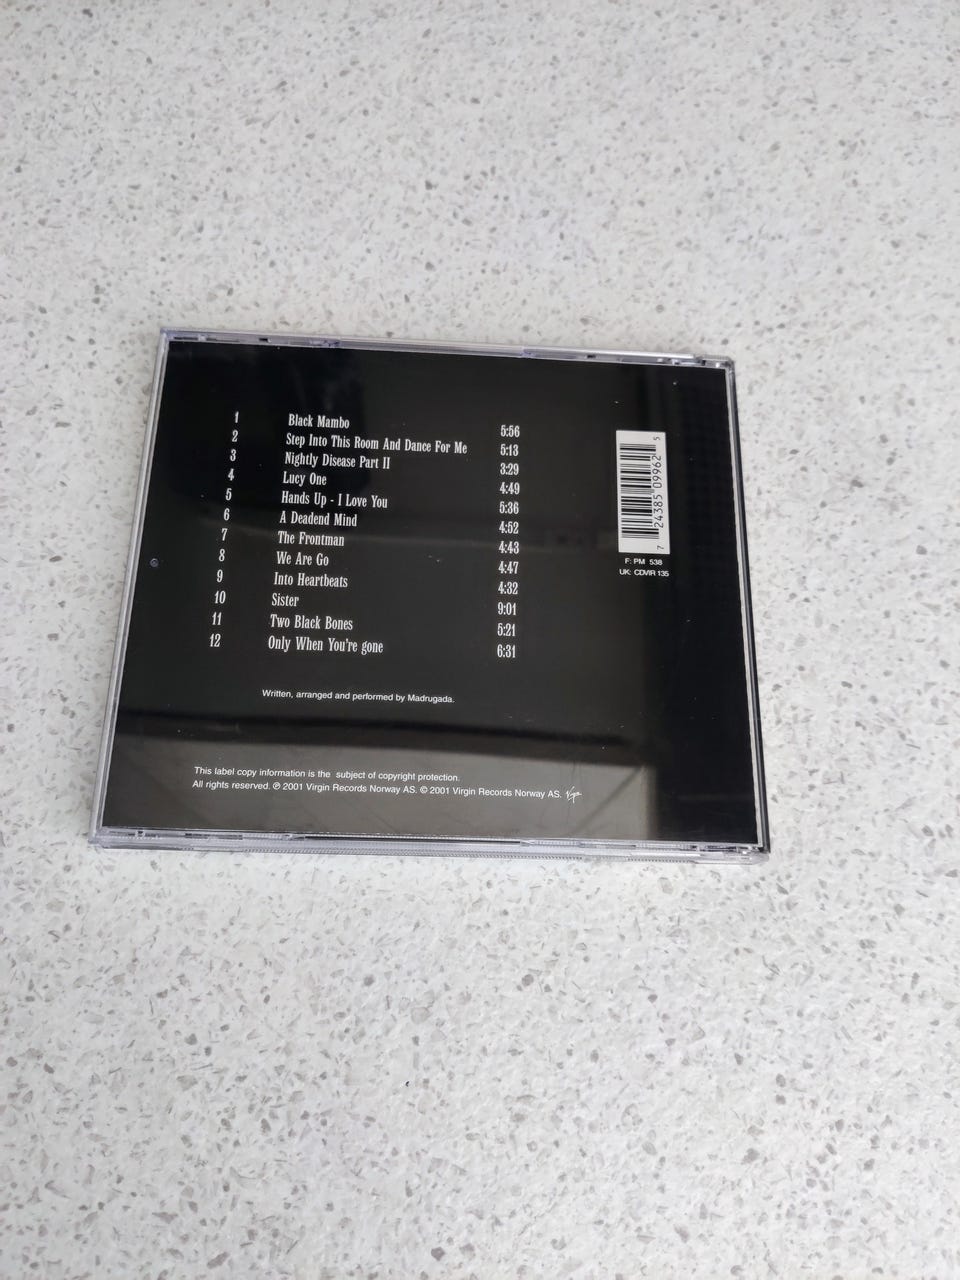 1 Black Mambo 5:56
2 Step Into This Room And Dance For Me 5:13
3 Nightly Disease Part II 3:29
4 Lucy One 4:49
5 Hands Up - I Love You 5:36
6 A Deadend Mind 4:52
7 The Frontman 4:43
8 We Are Go 4:47
9 Into Heartbeats 4:32
10 Sister 9:01
11 Two Black Bones 5:21
12 Only When You're gone 6:31
Written, arranged and performed by Madrugada.
This label copy information is the subject of copyright protection.
All rights reserved. ℗ 2001 Virgin Records Norway AS. © 2001 Virgin Records Norway AS. Virgin
7 24385 09962 5
F: PM 538
UK: CDVIR 135